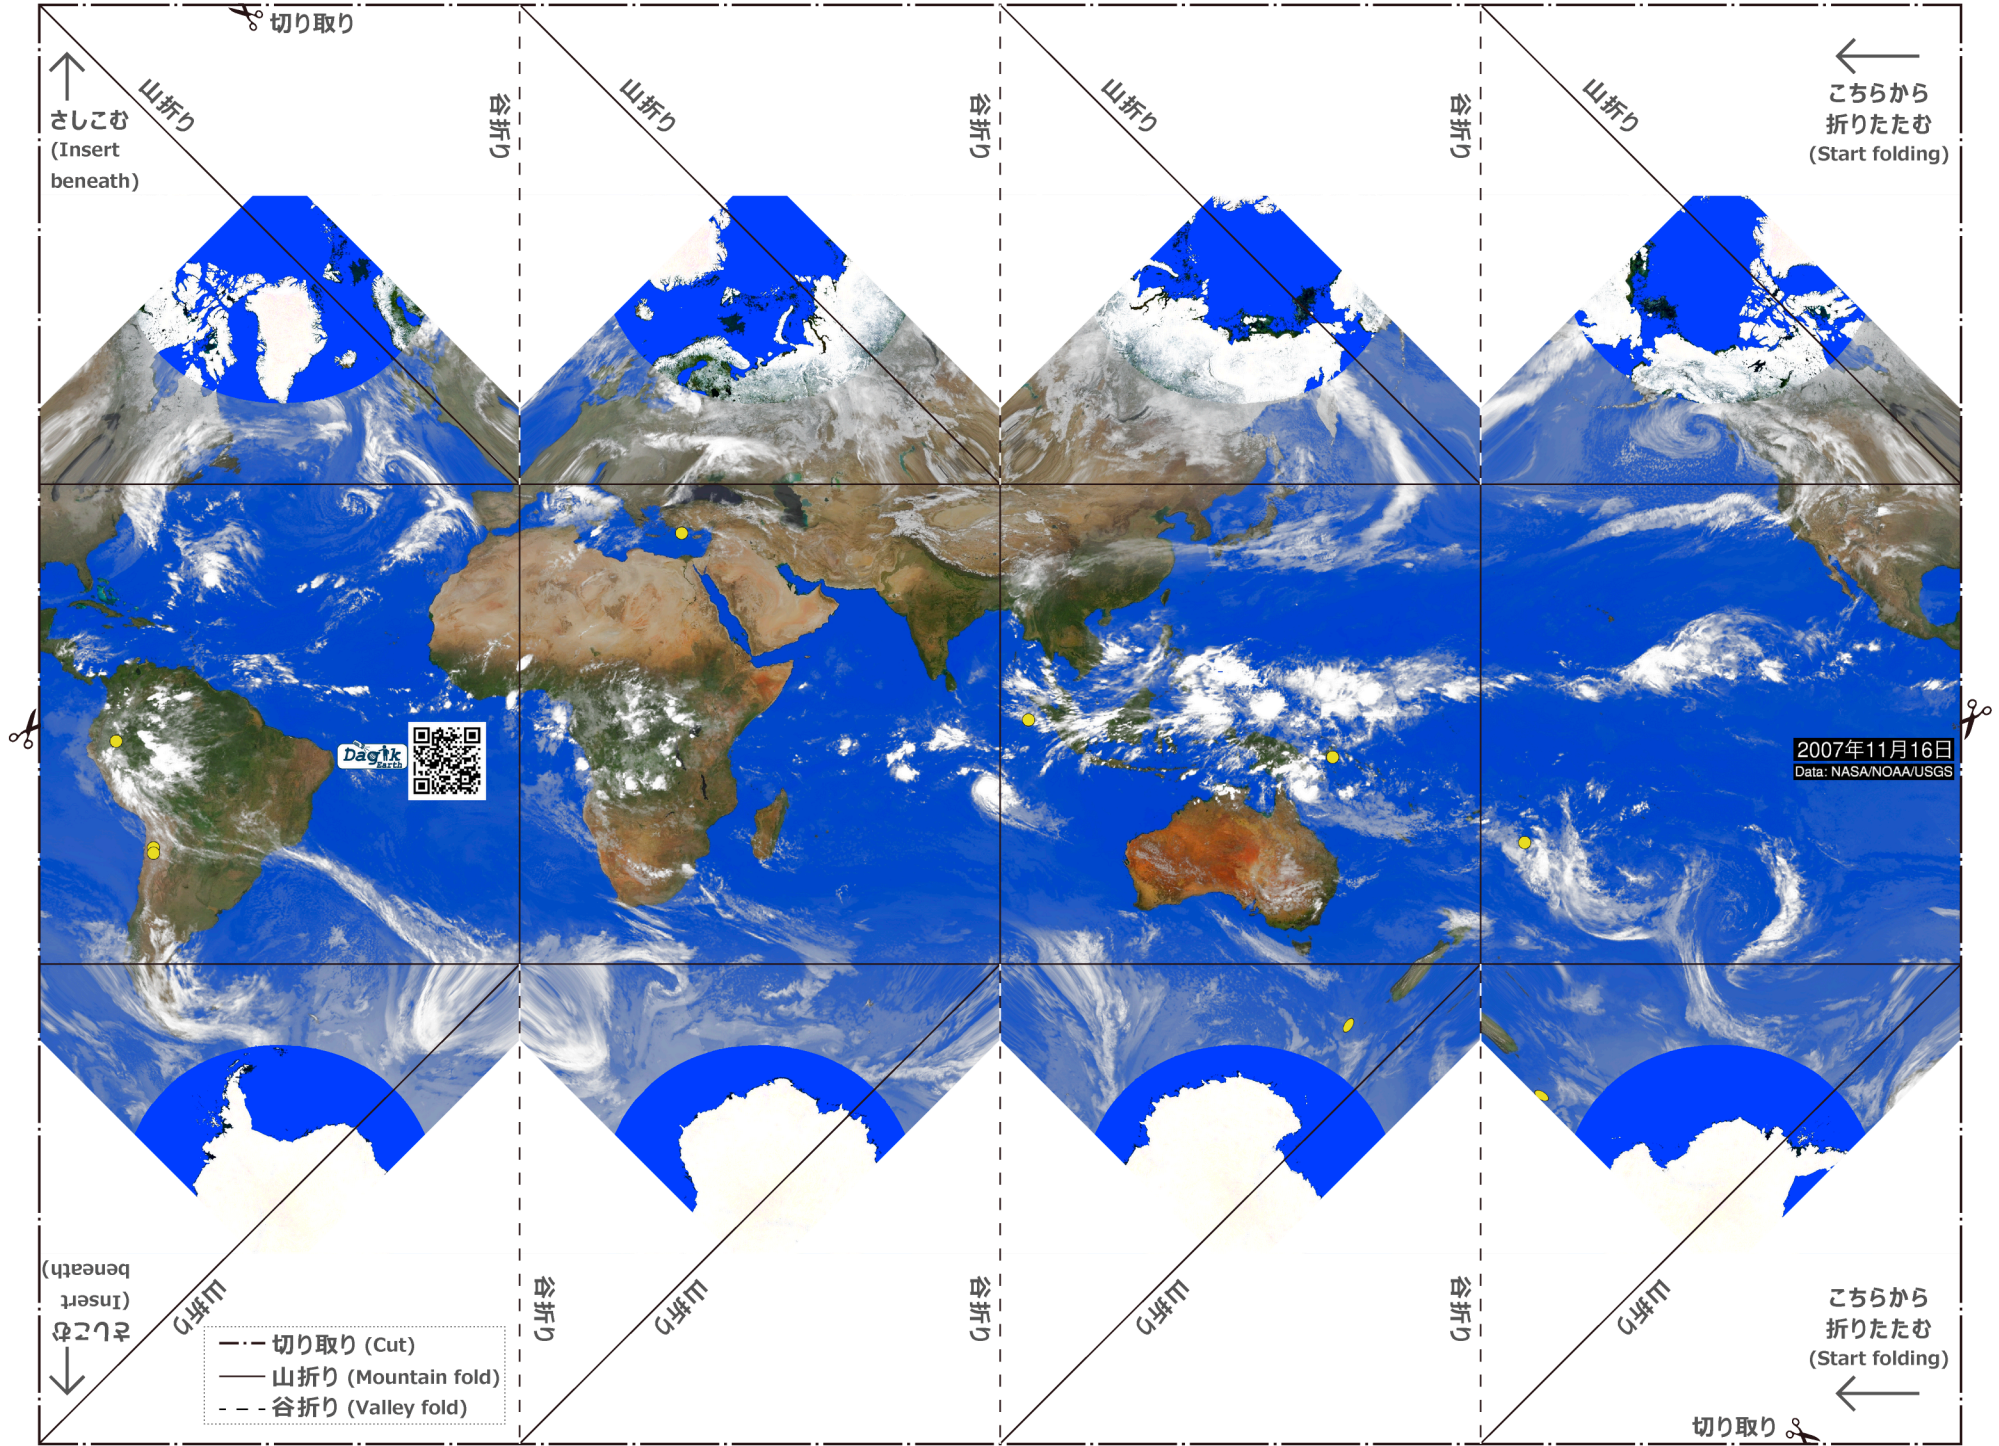 切り取り
さしこむ
(Insert
beneath)
山折り
谷折り
山折り
谷折り
山折り
谷折り
山折り
こちらから
折りたたむ
(Start folding)
Dagik
Earth
2007年11月16日
Data: NASA/NOAA/USGS
さしこむ
(Insert
beneath)
山折り
谷折り
山折り
谷折り
山折り
谷折り
山折り
こちらから
折りたたむ
(Start folding)
切り取り (Cut)
山折り (Mountain fold)
谷折り (Valley fold)
切り取り